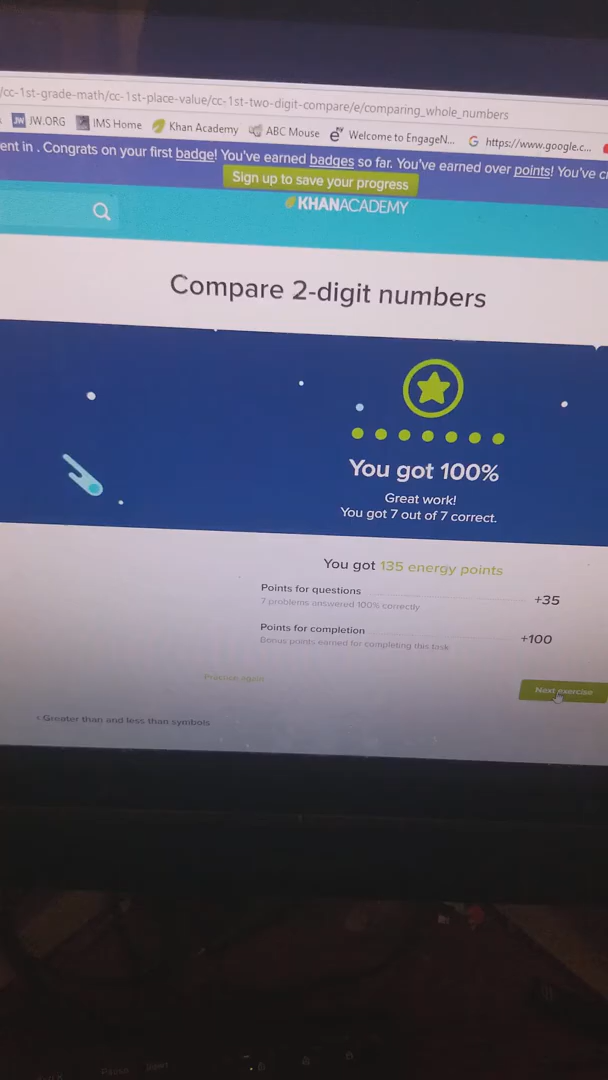 /cc-1st-grade-math/cc-1st-place-value/cc-1st-two-digit-compare/e/comparing_whole_numbers
JW JW.ORG IMS Home Khan Academy ABC Mouse Welcome to EngageN... G https://www.google.c...
ent in . Congrats on your first badge! You've earned badges so far. You've earned over points! You've
Sign up to save your progress
KHANACADEMY
Compare 2-digit numbers
You got 100%
Great work!
You got 7 out of 7 correct.
You got 135 energy points
Points for questions +35
7 problems answered 100% correctly
Points for completion +100
Bonus points earned for completing this task
Practice again
Next exercise
‹ Greater than and less than symbols